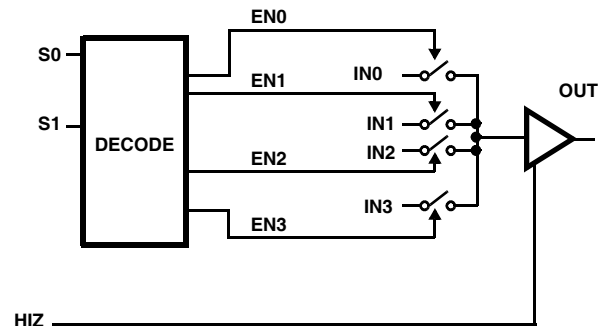 EN0
S0
IN0
EN1
OUT
S1
IN1
DECODE
IN2
EN2
IN3
EN3
HIZ